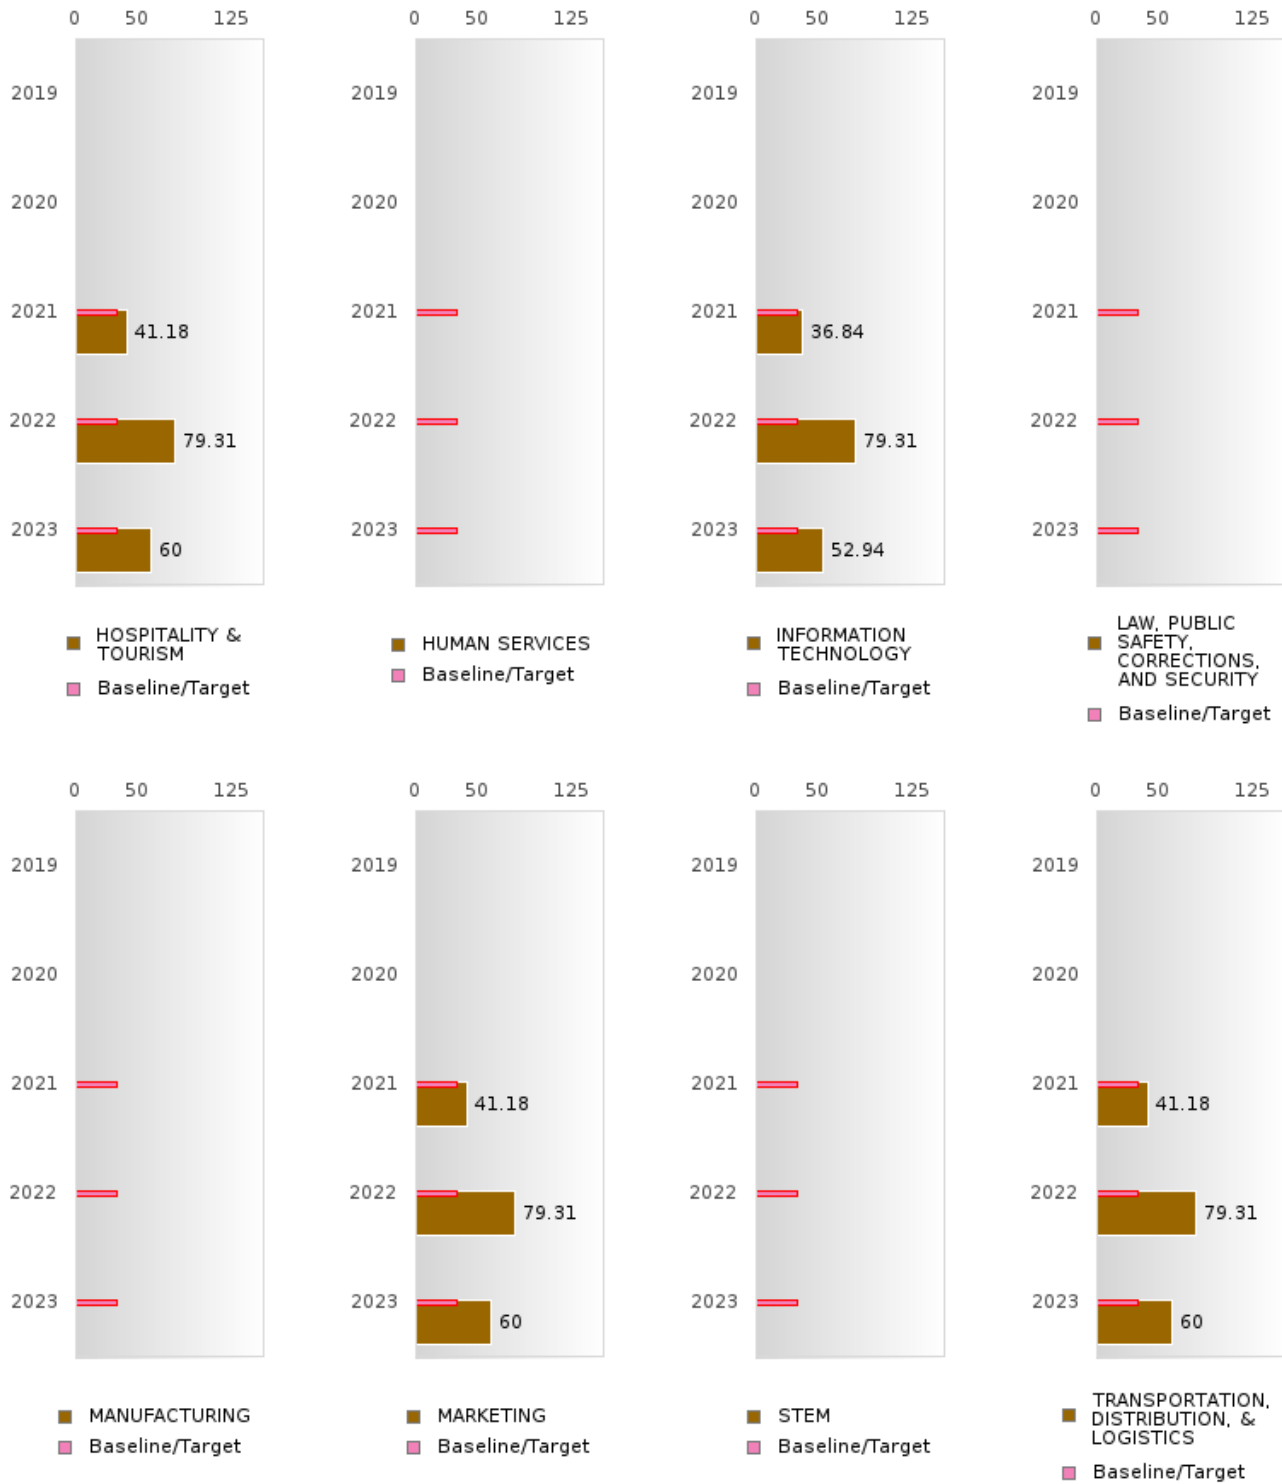 0 50 125
0 50 125
0 50 125
0 50 125
2019
2019
2019
2019
2020
2020
2020
2020
2021
41.18
2021
2021
36.84
2021
2022
79.31
2022
2022
79.31
2022
2023
60
2023
2023
52.94
2023
HOSPITALITY &
TOURISM
Baseline/Target
HUMAN SERVICES
Baseline/Target
INFORMATION
TECHNOLOGY
Baseline/Target
LAW, PUBLIC
SAFETY,
CORRECTIONS,
AND SECURITY
Baseline/Target
0 50 125
0 50 125
0 50 125
0 50 125
2019
2019
2019
2019
2020
2020
2020
2020
2021
2021
41.18
2021
2021
41.18
2022
2022
79.31
2022
2022
79.31
2023
2023
60
2023
2023
60
MANUFACTURING
Baseline/Target
MARKETING
Baseline/Target
STEM
Baseline/Target
TRANSPORTATION,
DISTRIBUTION, &
LOGISTICS
Baseline/Target